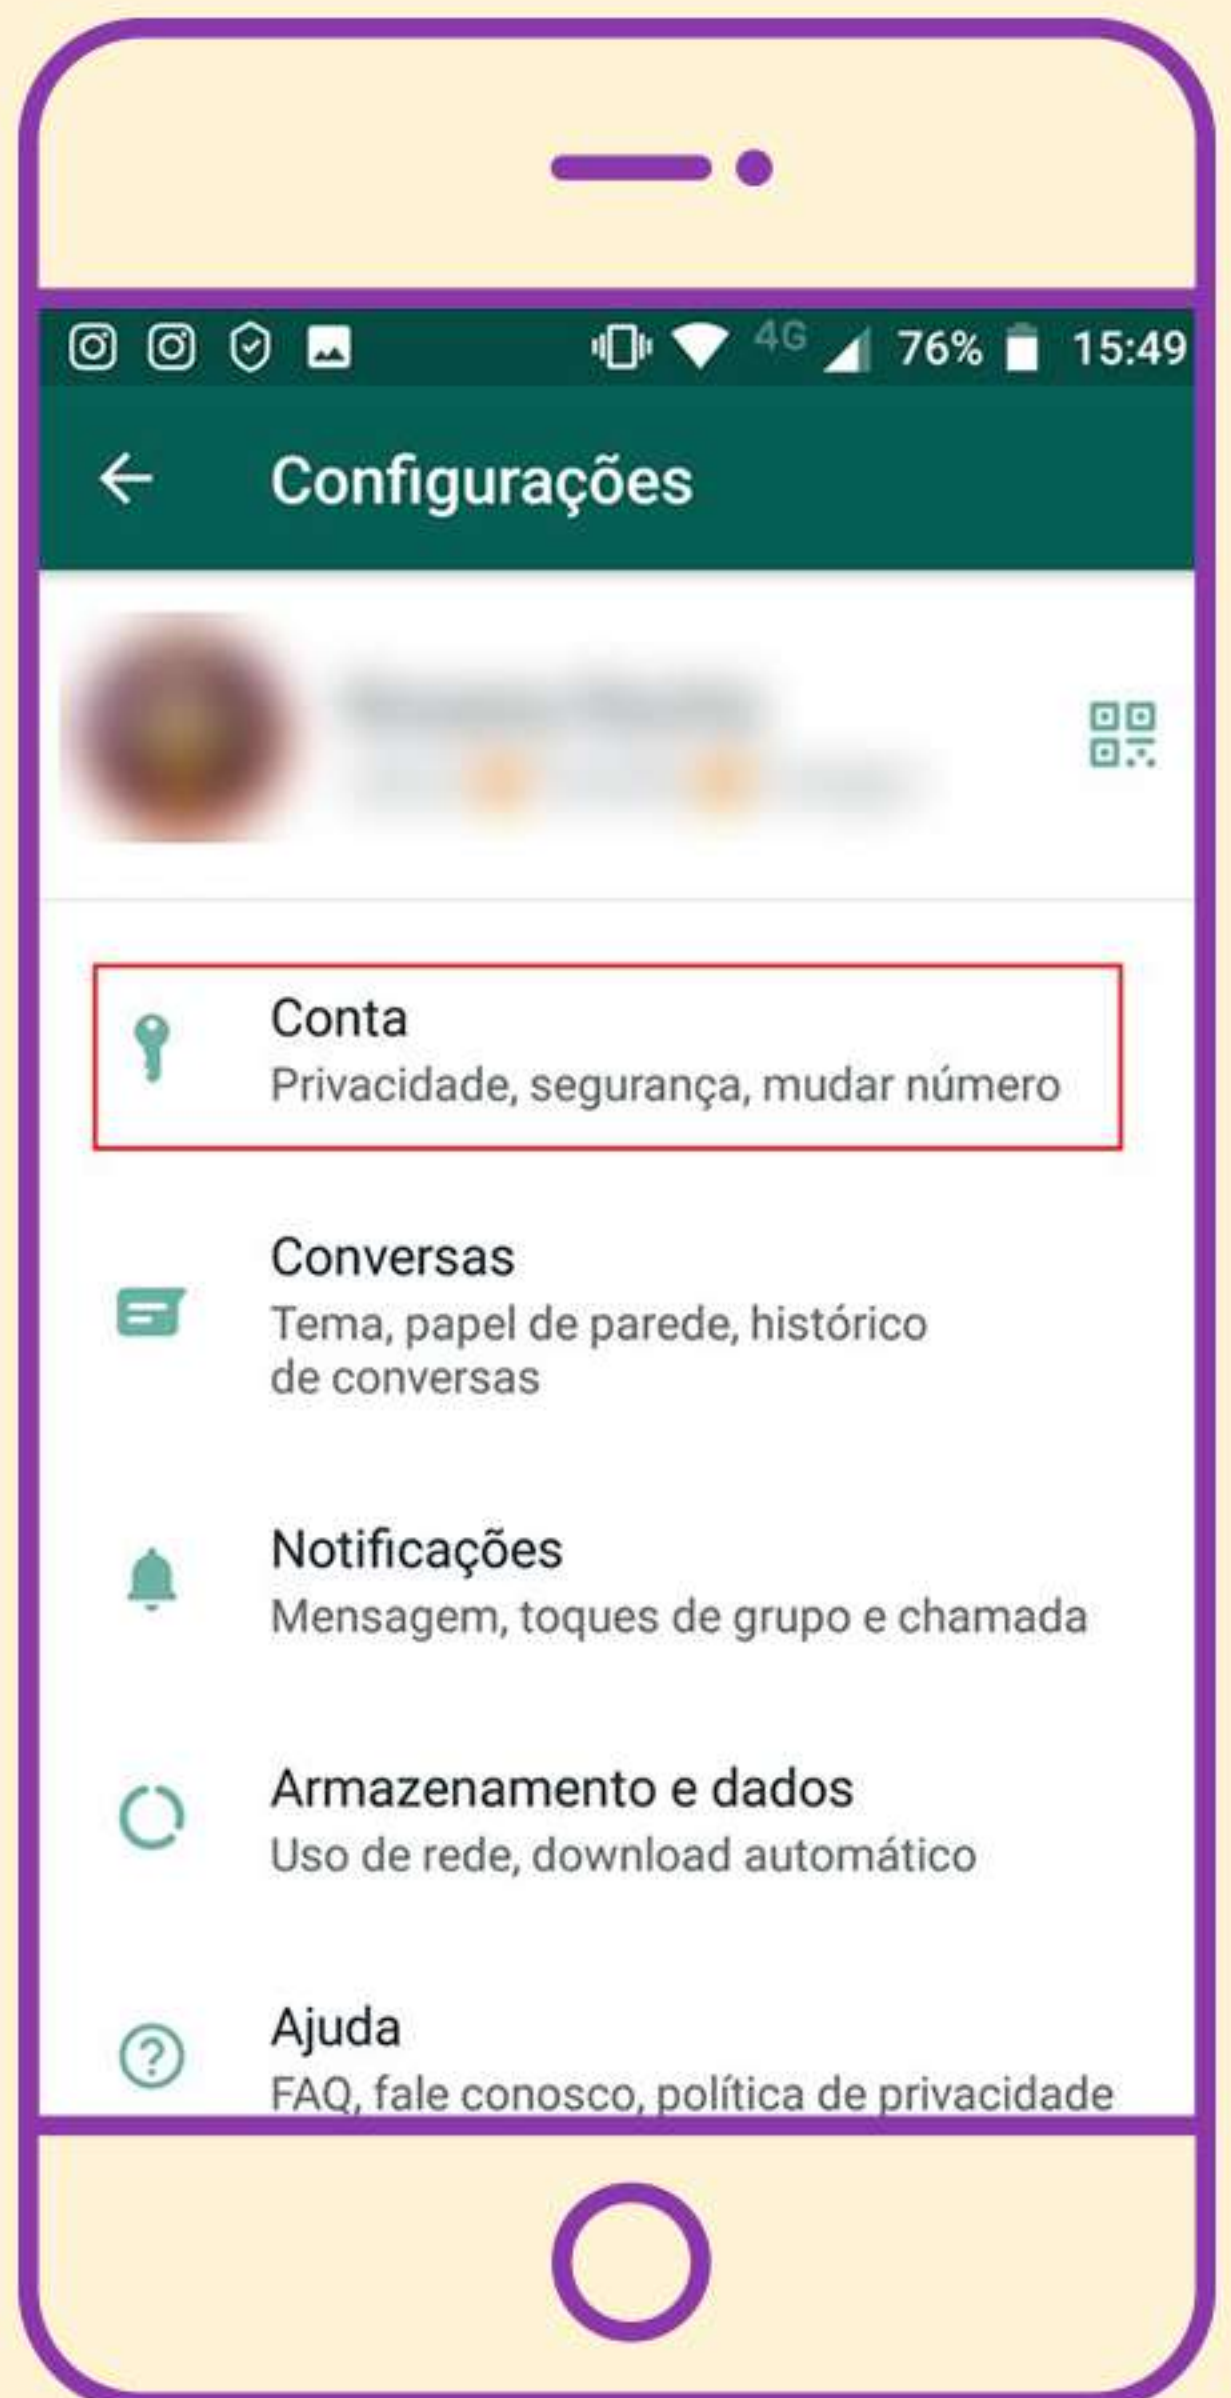 4G 76% 15:49
Configurações
Conta
Privacidade, segurança, mudar número
Conversas
Tema, papel de parede, histórico
de conversas
Notificações
Mensagem, toques de grupo e chamada
Armazenamento e dados
Uso de rede, download automático
Ajuda
FAQ, fale conosco, política de privacidade